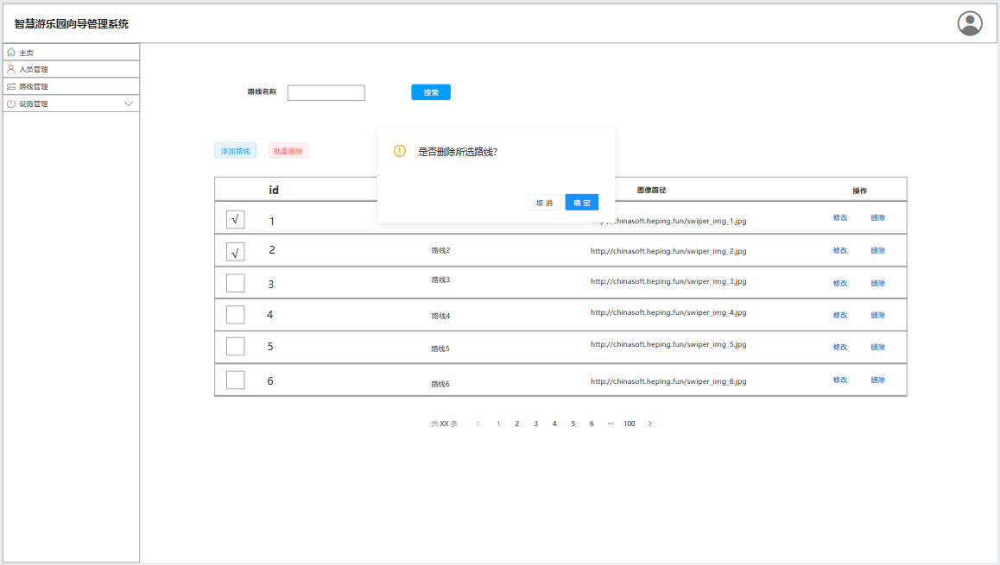 智慧游乐园向导管理系统
主页
人员管理
路线管理
设施管理
路线名称
搜索
添加路线 批量删除
是否删除所选路线?
取 消 确 定
id 图像路径 操作
√ 1 http://chinasoft.heping.fun/swiper_img_1.jpg 修改 删除
√ 2 路线2 http://chinasoft.heping.fun/swiper_img_2.jpg 修改 删除
3 路线3 http://chinasoft.heping.fun/swiper_img_3.jpg 修改 删除
4 路线4 http://chinasoft.heping.fun/swiper_img_4.jpg 修改 删除
5 路线5 http://chinasoft.heping.fun/swiper_img_5.jpg 修改 删除
6 路线6 http://chinasoft.heping.fun/swiper_img_6.jpg 修改 删除
共 XX 条 < 1 2 3 4 5 6 ··· 100 >